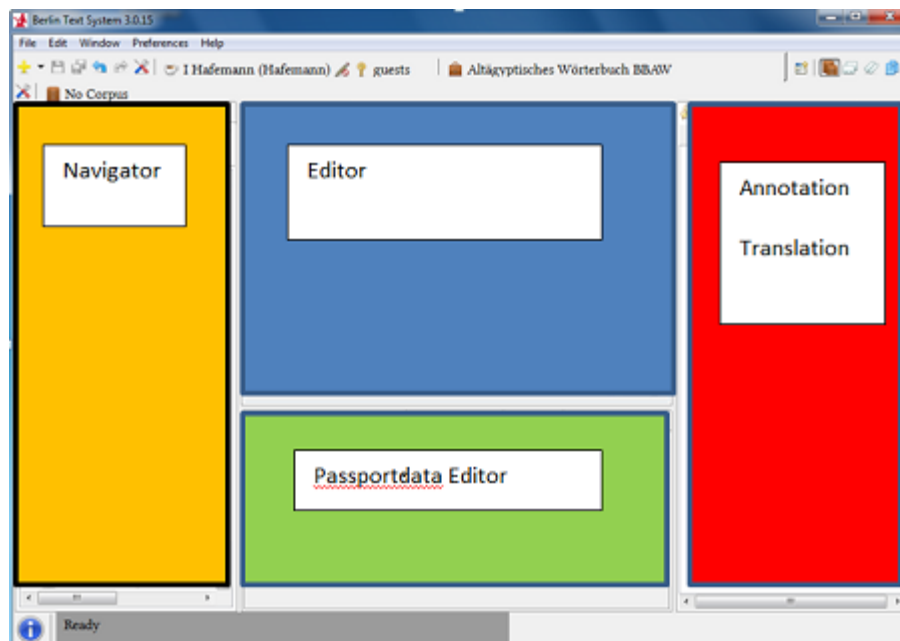 Berlin Text System 3.0.15
File Edit Window Preferences Help
I Hafemann (Hafemann) guests Altägyptisches Wörterbuch BBAW
No Corpus
Navigator
Editor
Annotation
Translation
Passportdata Editor
Ready